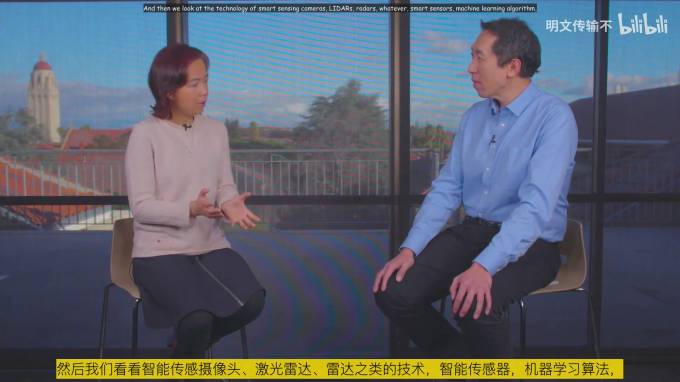 And then we look at the technology of smart sensing cameras, LIDARs, radars, whatever, smart sensors, machine learning algorithm,
明文传输不 bilibili
然后我们看看智能传感摄像头、激光雷达、雷达之类的技术，智能传感器，机器学习算法，